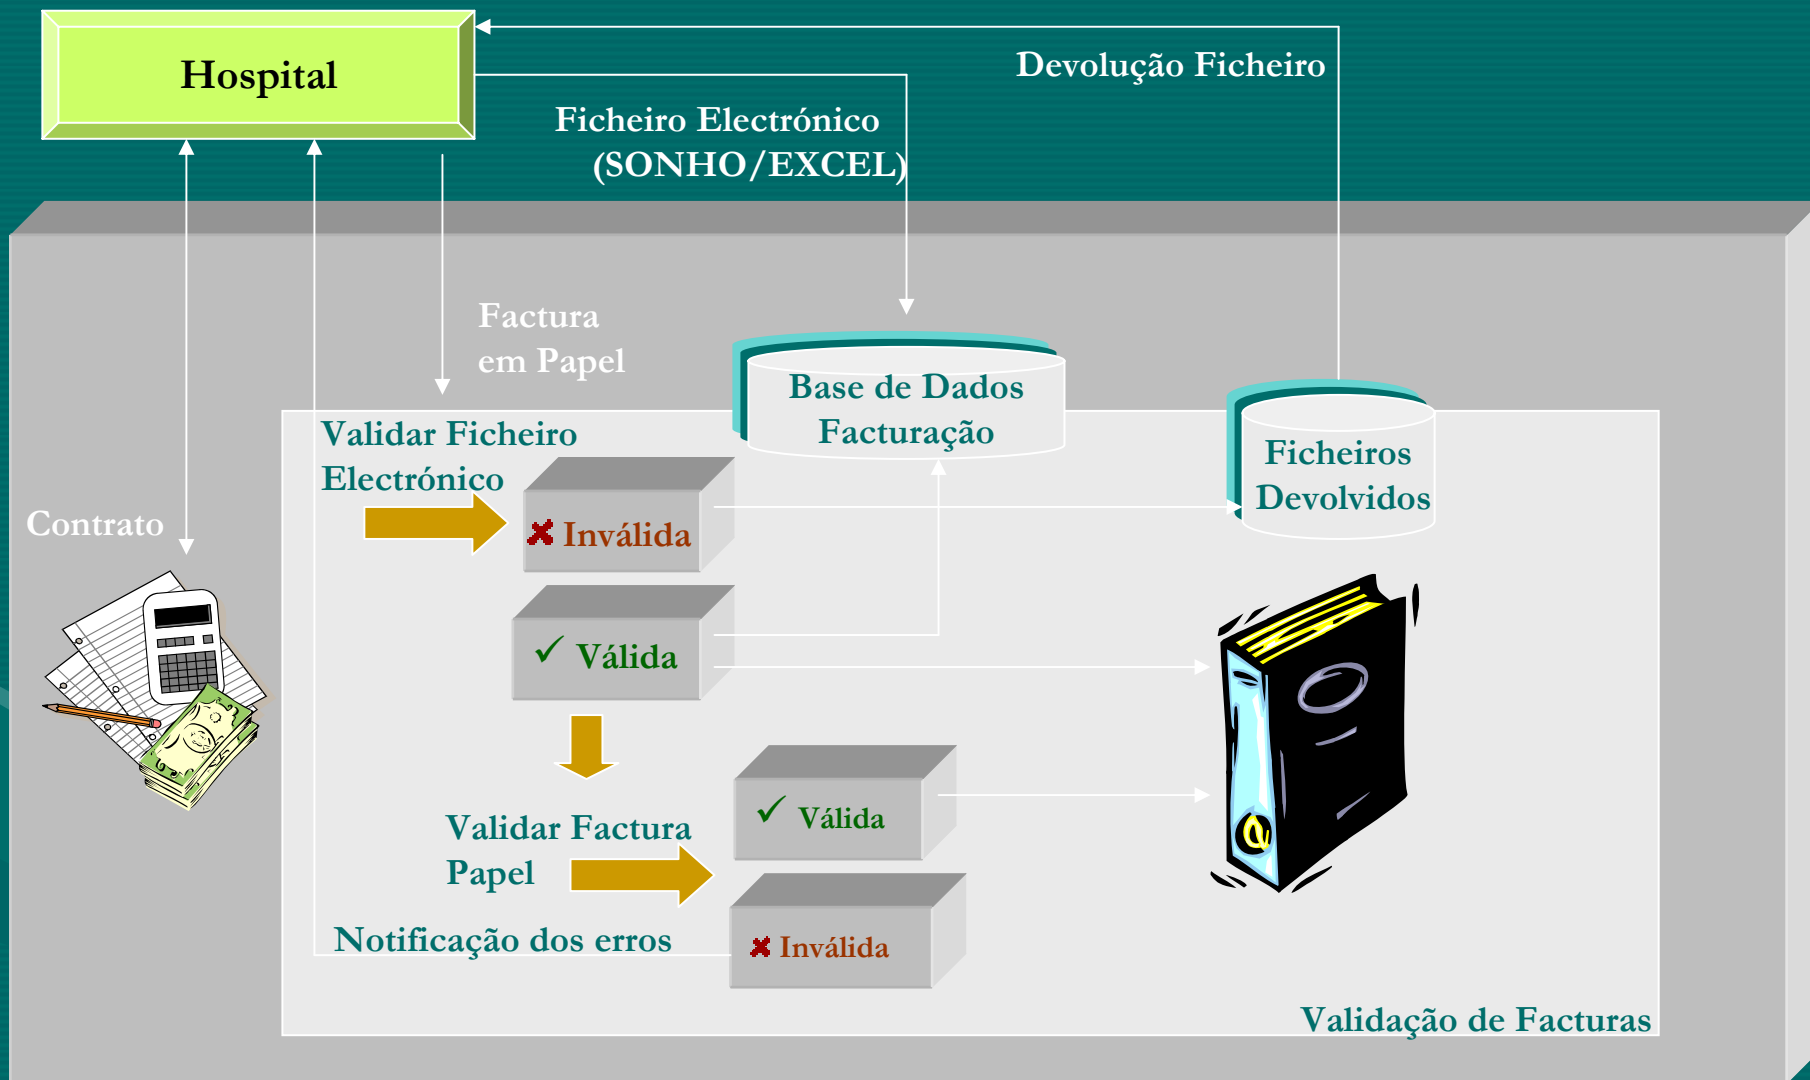 Hospital
Devolução Ficheiro
Ficheiro Electrónico
(SONHO/EXCEL)
Factura
em Papel
Base de Dados
Facturação
Validar Ficheiro
Electrónico
Ficheiros
Devolvidos
Contrato
Inválida
Válida
Válida
Validar Factura
Papel
Notificação dos erros
Inválida
Validação de Facturas